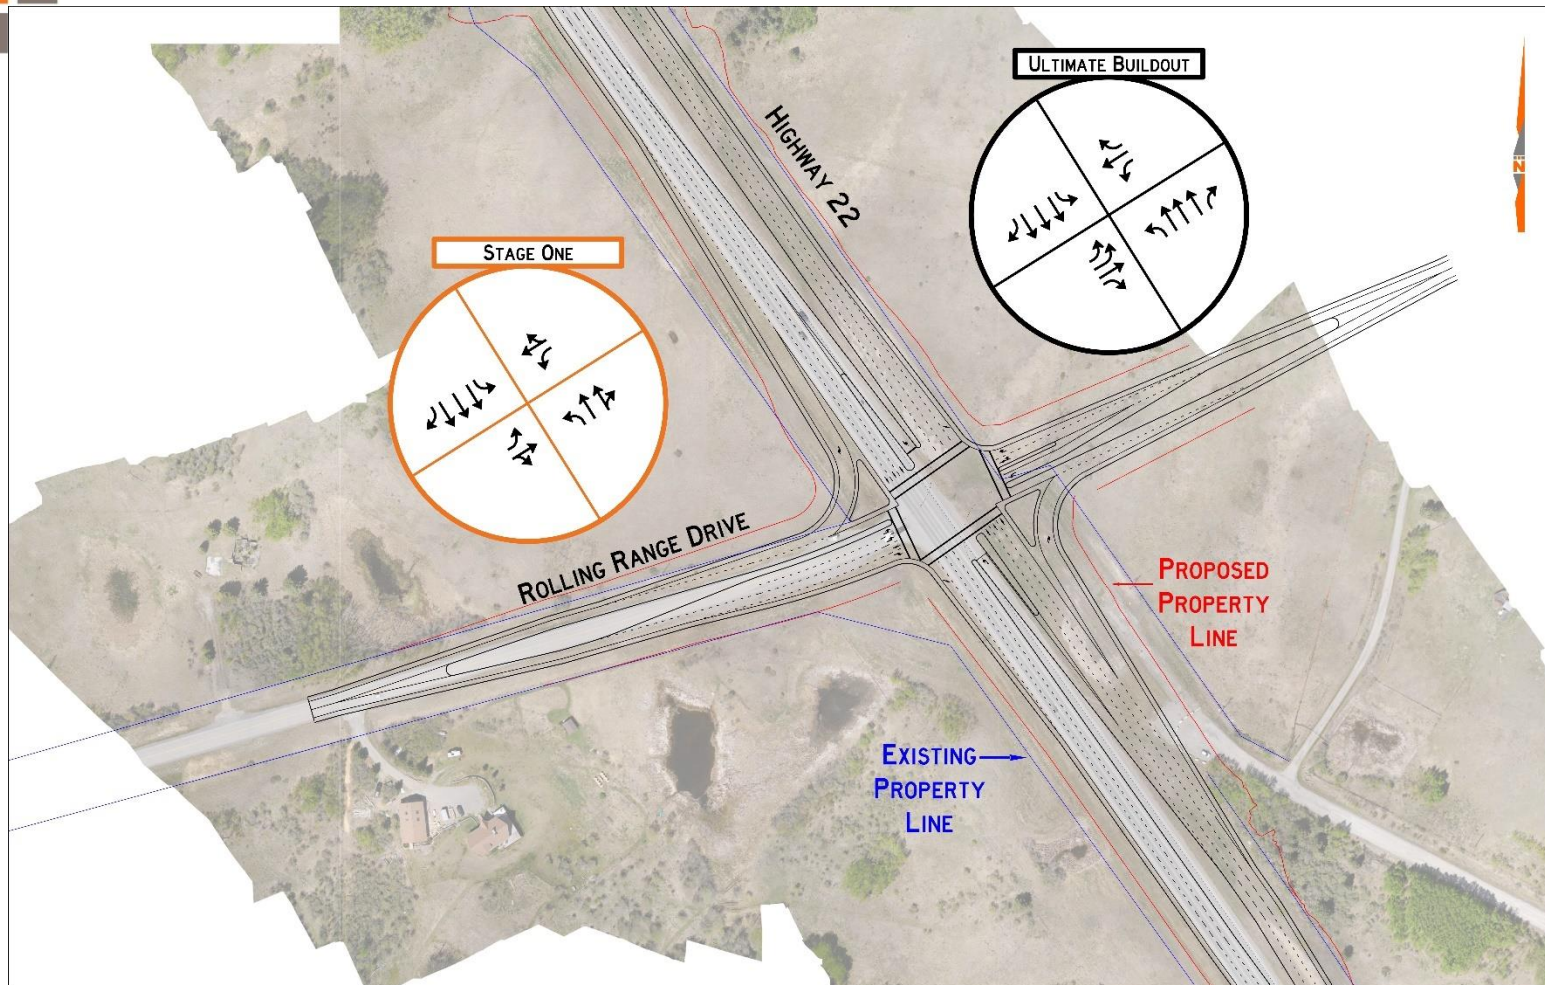 ULTIMATE BUILDOUT
HIGHWAY 22
STAGE ONE
N
ROLLING RANGE DRIVE
PROPOSED
PROPERTY
LINE
EXISTING
PROPERTY
LINE